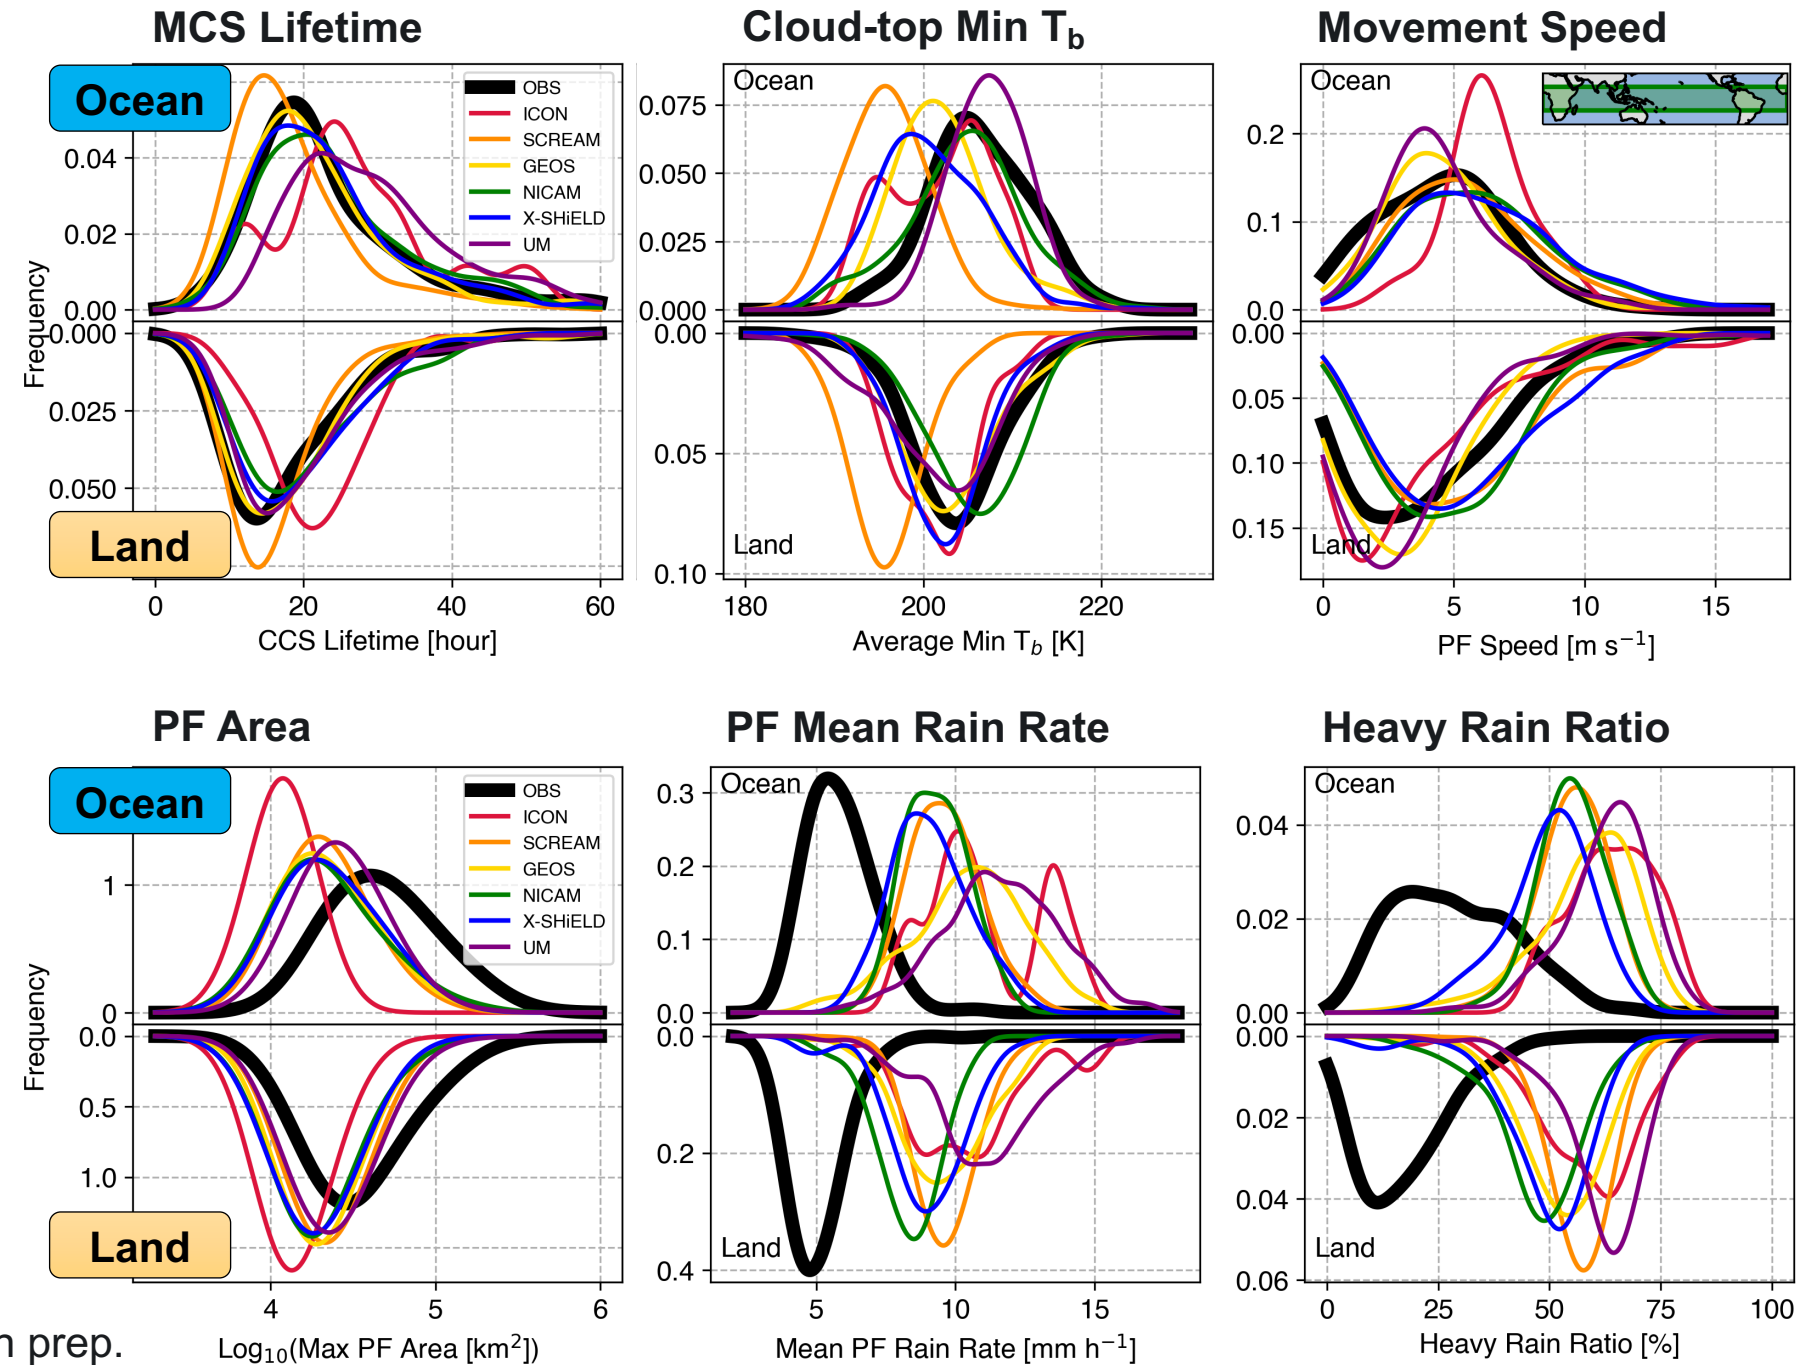 MCS Lifetime
Cloud-top Min Tb
Movement Speed
Ocean
OBS
ICON
SCREAM
GEOS
NICAM
X-SHiELD
UM
0.04
0.02
0.00
0.000
0.025
0.050
Frequency
Land
0 20 40 60
CCS Lifetime [hour]
Ocean
0.075
0.050
0.025
0.000
0.00
0.05
0.10
Land
180 200 220
Average Min Tb [K]
Ocean
0.2
0.1
0.0
0.00
0.05
0.10
0.15
Land
0 5 10 15
PF Speed [m s⁻¹]
PF Area
PF Mean Rain Rate
Heavy Rain Ratio
Ocean
OBS
ICON
SCREAM
GEOS
NICAM
X-SHiELD
UM
1
0
0.0
0.5
1.0
Frequency
Land
4 5 6
Log₁₀(Max PF Area [km²])
Ocean
0.3
0.2
0.1
0.0
0.0
0.2
0.4
Land
5 10 15
Mean PF Rain Rate [mm h⁻¹]
Ocean
0.04
0.02
0.00
0.00
0.02
0.04
0.06
Land
0 25 50 75 100
Heavy Rain Ratio [%]
n prep.